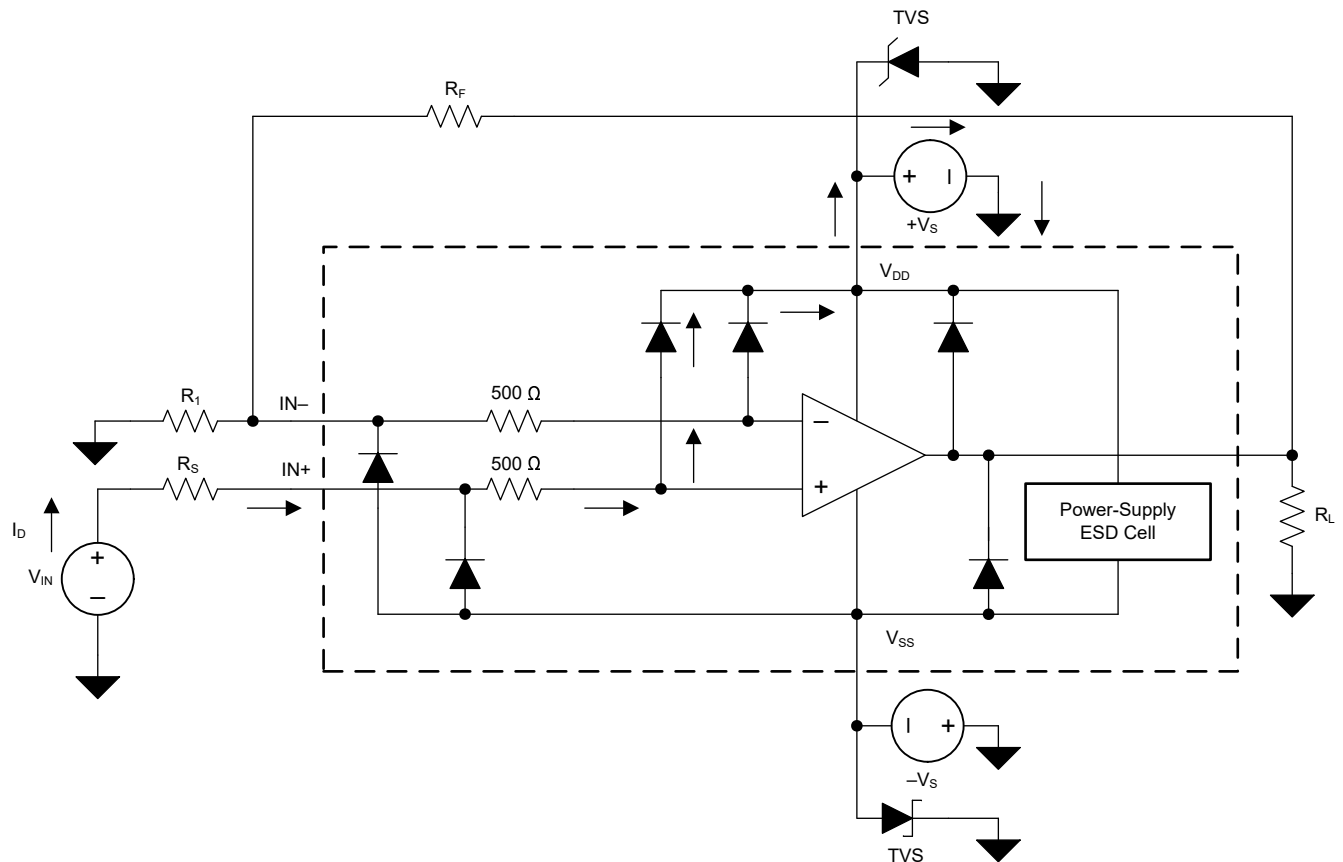 TVS
R_F
+ –
+V_S
V_DD
R_1
IN–
500 Ω
R_S
IN+
500 Ω
–
+
I_D
V_IN
+
–
Power-Supply
ESD Cell
R_L
V_SS
– +
–V_S
TVS